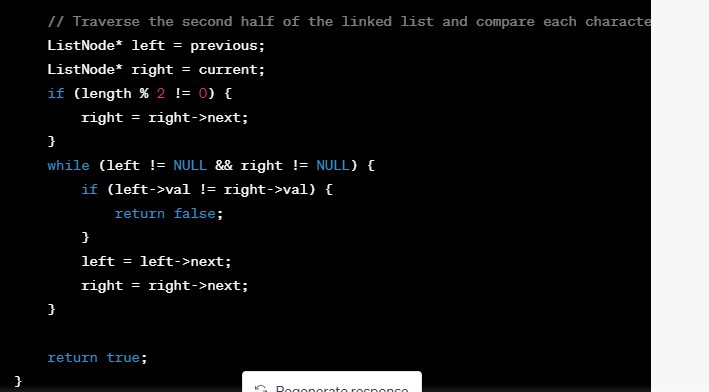 // Traverse the second half of the linked list and compare each
ListNode* left = previous;
ListNode* right = current;
if (length % 2 != 0) {
right = right->next;
}
while (left != NULL && right != NULL) {
if (left->val != right->val) {
return false;
}
left = left->next;
right = right->next;
}
return true;
}
Regenerate response